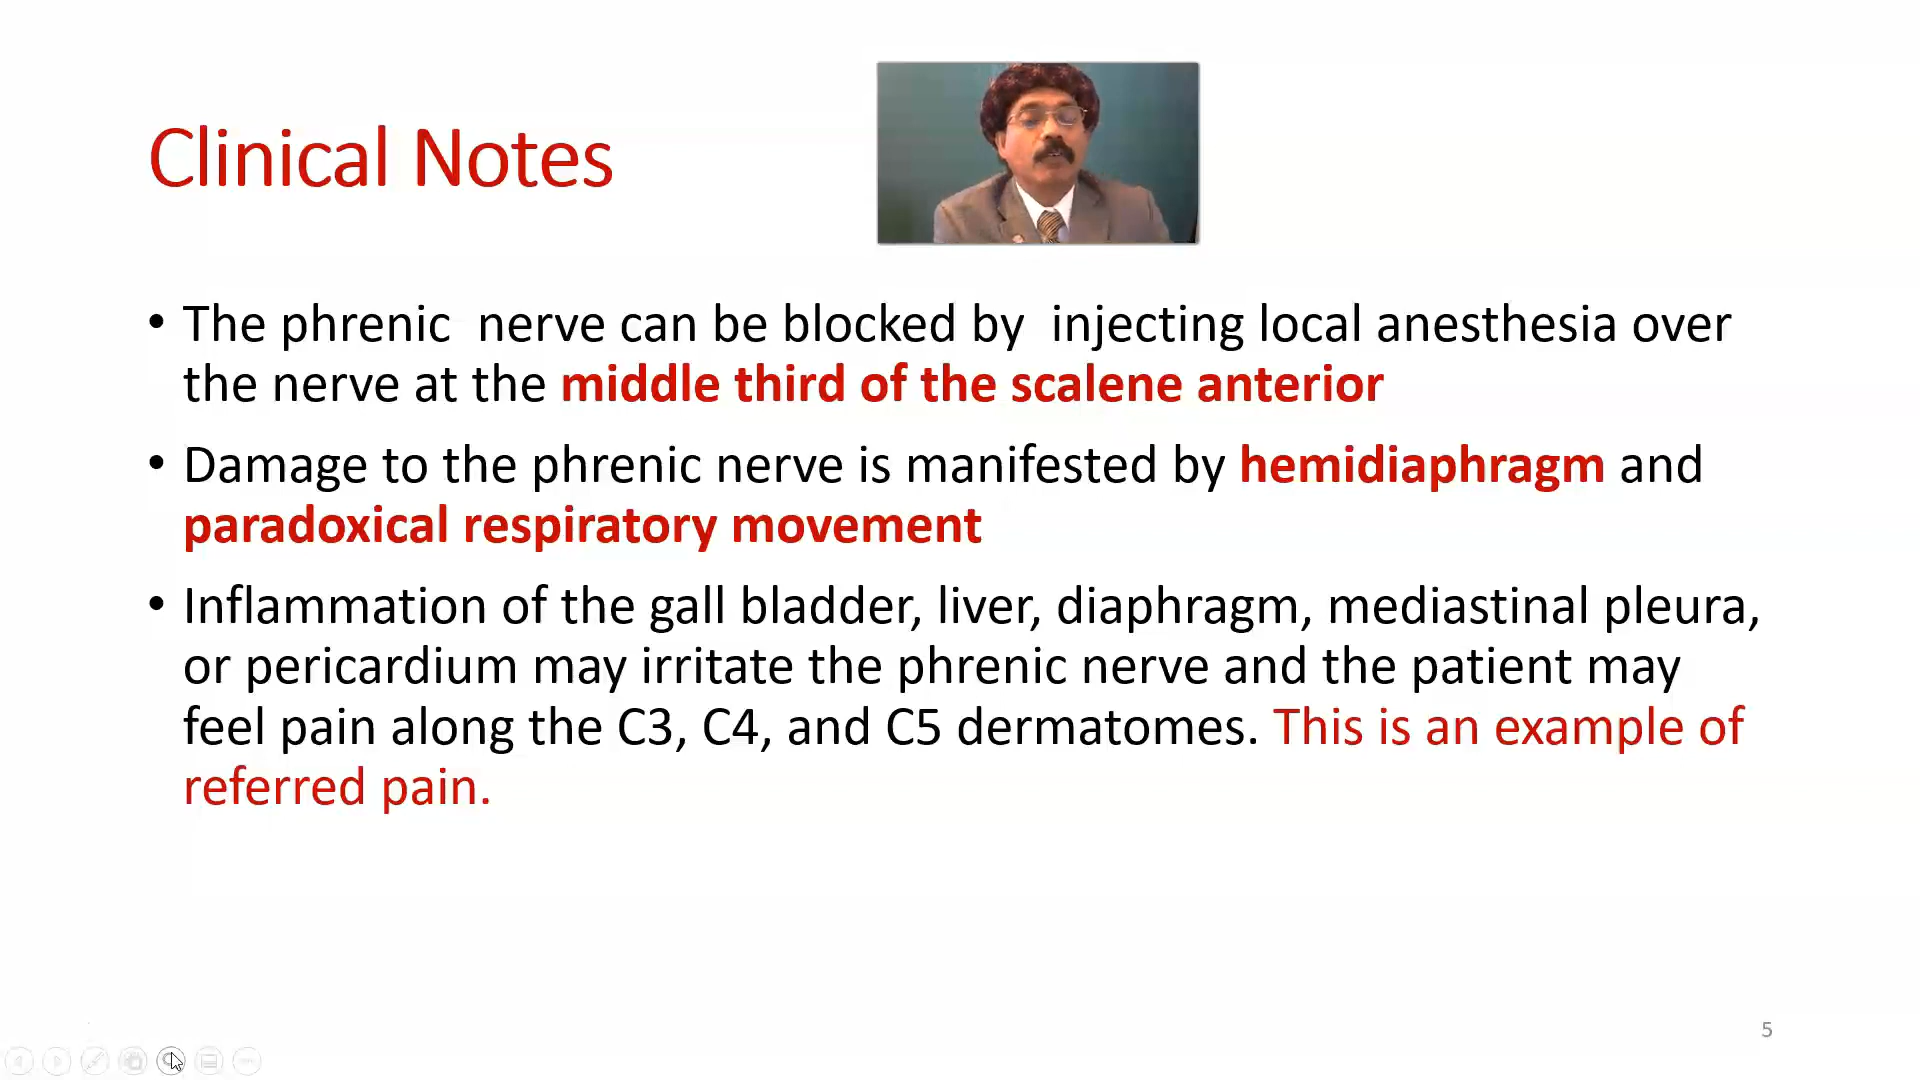 Clinical Notes
• The phrenic  nerve can be blocked by  injecting local anesthesia over
the nerve at the middle third of the scalene anterior
• Damage to the phrenic nerve is manifested by hemidiaphragm and
paradoxical respiratory movement
• Inflammation of the gall bladder, liver, diaphragm, mediastinal pleura,
or pericardium may irritate the phrenic nerve and the patient may
feel pain along the C3, C4, and C5 dermatomes. This is an example of
referred pain.
5